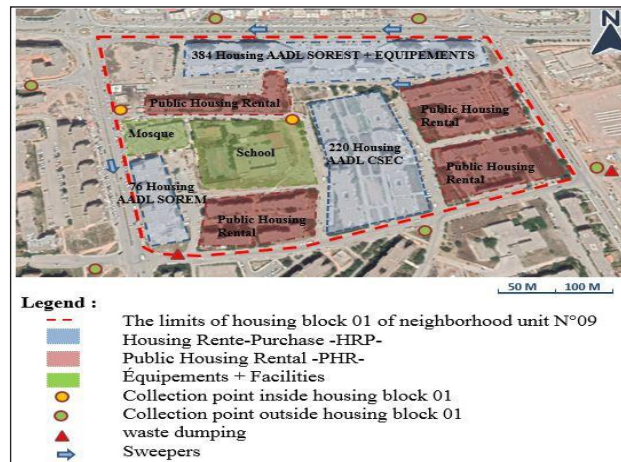 N
384 Housing AADL SOREST + EQUIPEMENTS
Public Housing Rental
Public Housing
Rental
Mosque
School
220 Housing
AADL CSEC
Public Housing
Rental
76 Housing
AADL SOREM
Public Housing
Rental
50 M 100 M
Legend :
The limits of housing block 01 of neighborhood unit N°09
Housing Rente-Purchase -HRP-
Public Housing Rental -PHR-
Équipements + Facilities
Collection point inside housing block 01
Collection point outside housing block 01
waste dumping
Sweepers